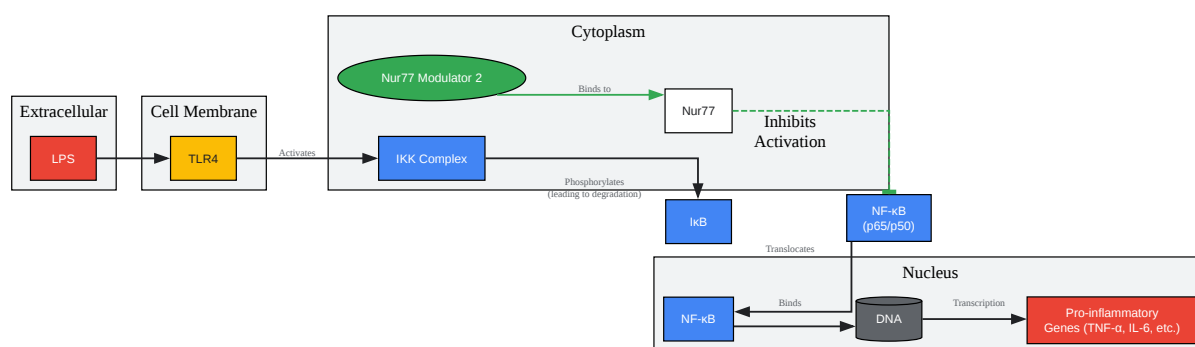 Cytoplasm
Nur77 Modulator 2
Binds to
Nur77
Extracellular
Cell Membrane
Inhibits
Activation
LPS
TLR4
Activates
IKK Complex
Phosphorylates
(leading to degradation)
IκB
NF-κB
(p65/p50)
Translocates
Nucleus
NF-κB
Binds
DNA
Transcription
Pro-inflammatory
Genes (TNF-α, IL-6, etc.)